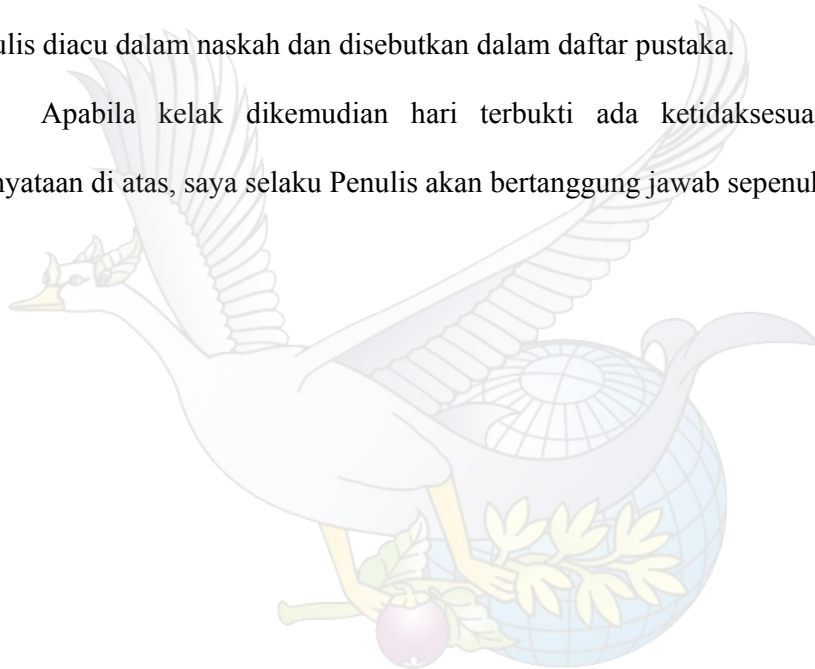 ulis diacu dalam naskah dan disebutkan dalam daftar pustaka.
Apabila kelak dikemudian hari terbukti ada ketidaksesua
nyataan di atas, saya selaku Penulis akan bertanggung jawab sepenul